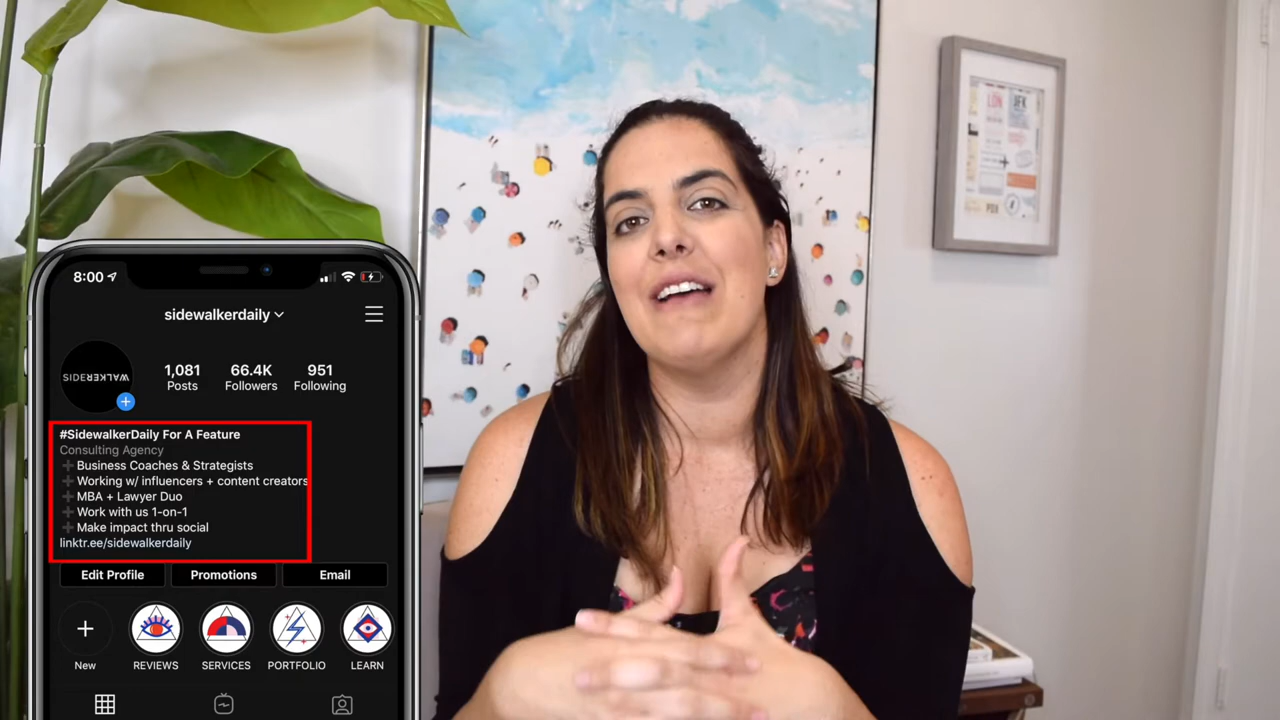 8:00
sidewalkerdaily
SIDEWALKER
1,081 66.4K 951
Posts Followers Following
#SidewalkerDaily For A Feature
Consulting Agency
➕Business Coaches & Strategists
➕Working w/ influencers + content creators
➕MBA + Lawyer Duo
➕Work with us 1-on-1
➕Make impact thru social
linktr.ee/sidewalkerdaily
Edit Profile Promotions Email
New REVIEWS SERVICES PORTFOLIO LEARN
LDN JFK